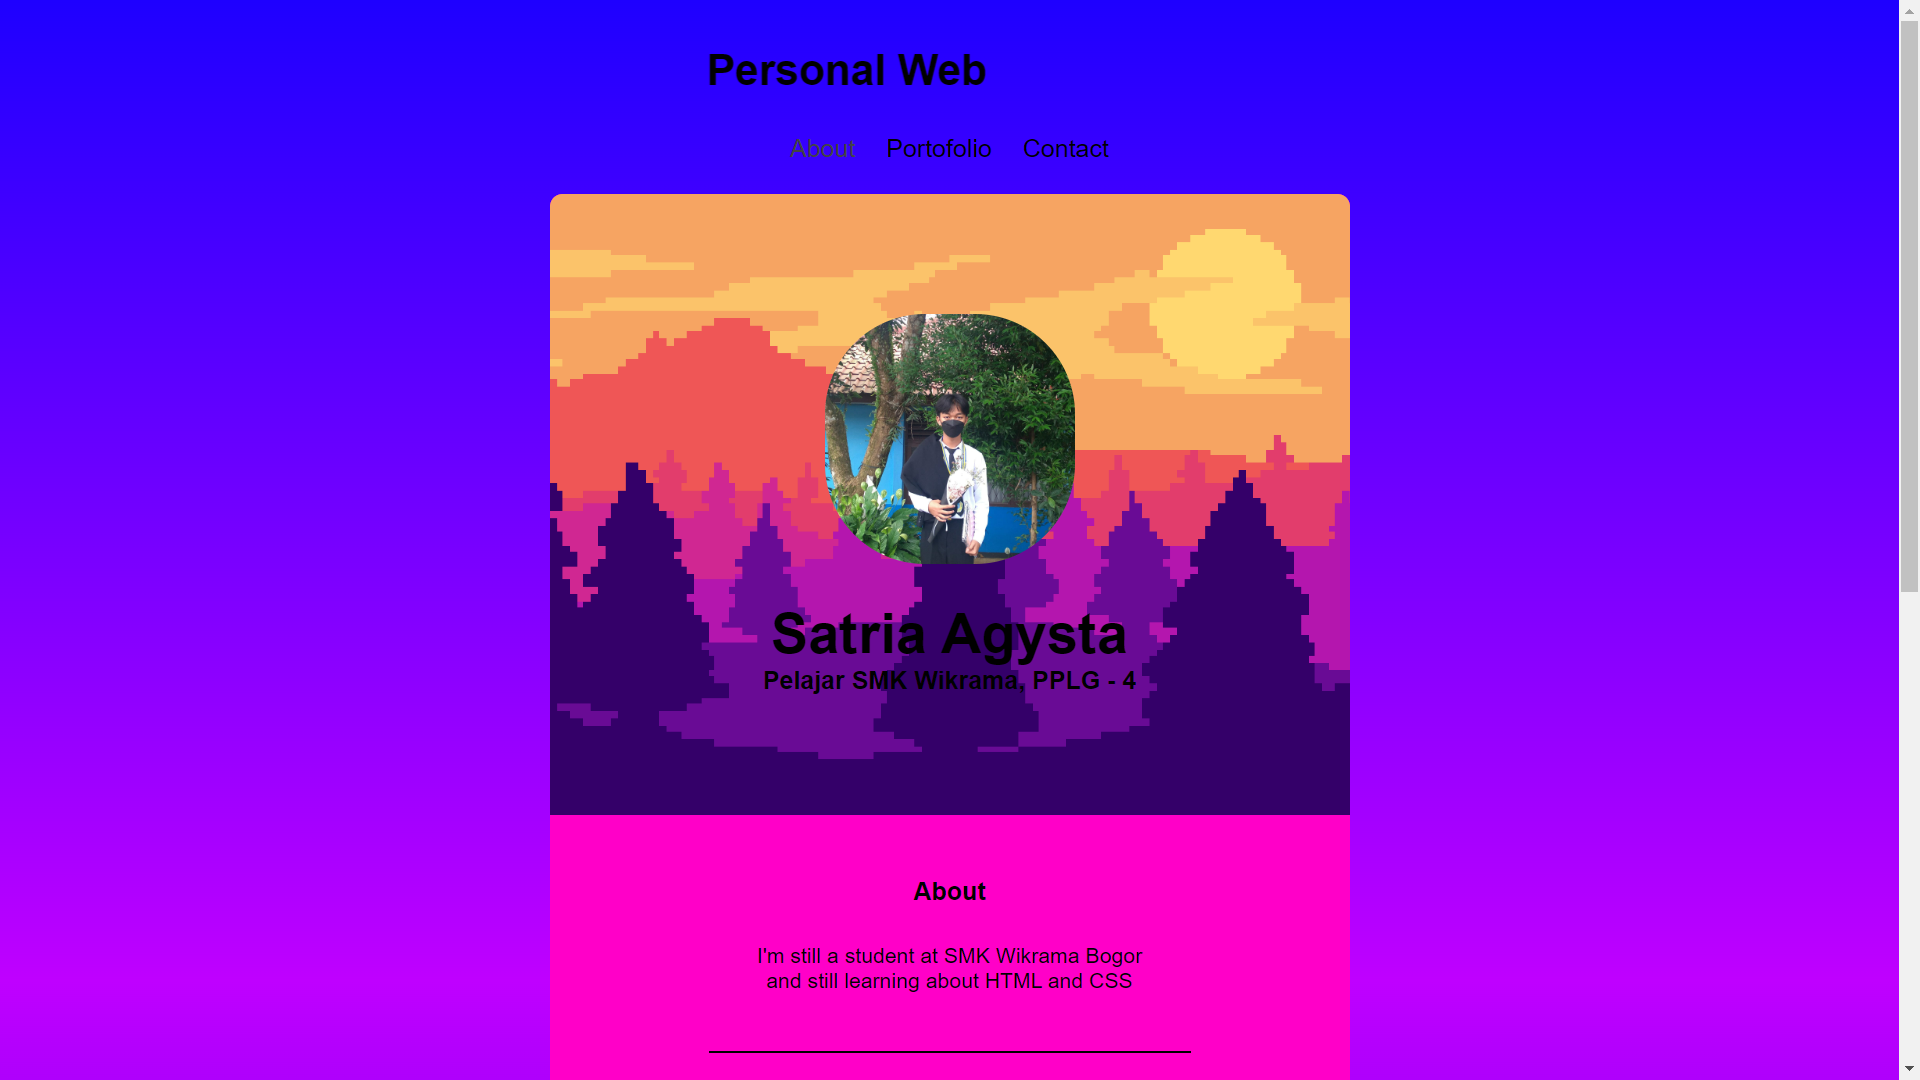 Personal Web
About Portofolio Contact
Satria Agysta
Pelajar SMK Wikrama, PPLG - 4
About
I'm still a student at SMK Wikrama Bogor
and still learning about HTML and CSS